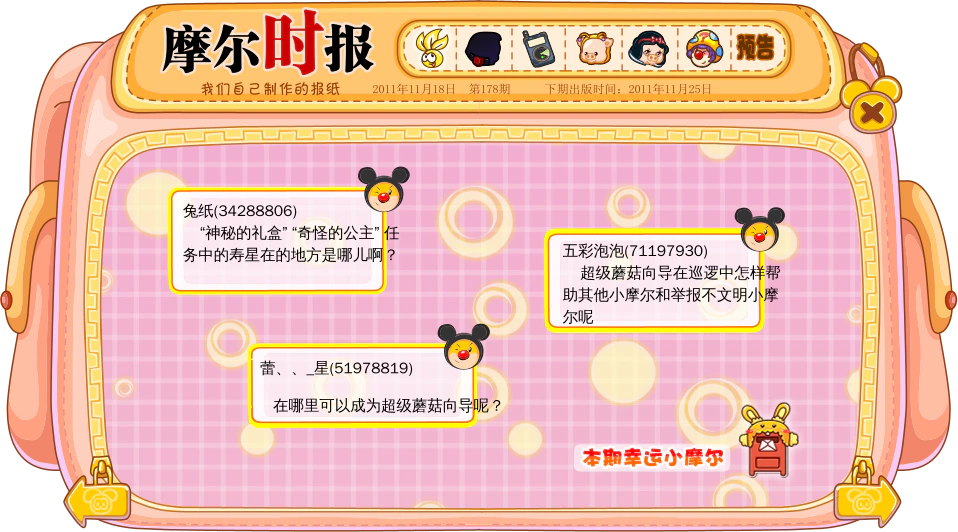 摩尔时报
预告
我们自己制作的报纸 2011年11月18日 第178期 下期出版时间：2011年11月25日
兔纸(34288806)
“神秘的礼盒” “奇怪的公主” 任
务中的寿星在的地方是哪儿啊？
五彩泡泡(71197930)
超级蘑菇向导在巡逻中怎样帮
助其他小摩尔和举报不文明小摩
尔呢
蕾、、_星(51978819)
在哪里可以成为超级蘑菇向导呢？
本期幸运小摩尔